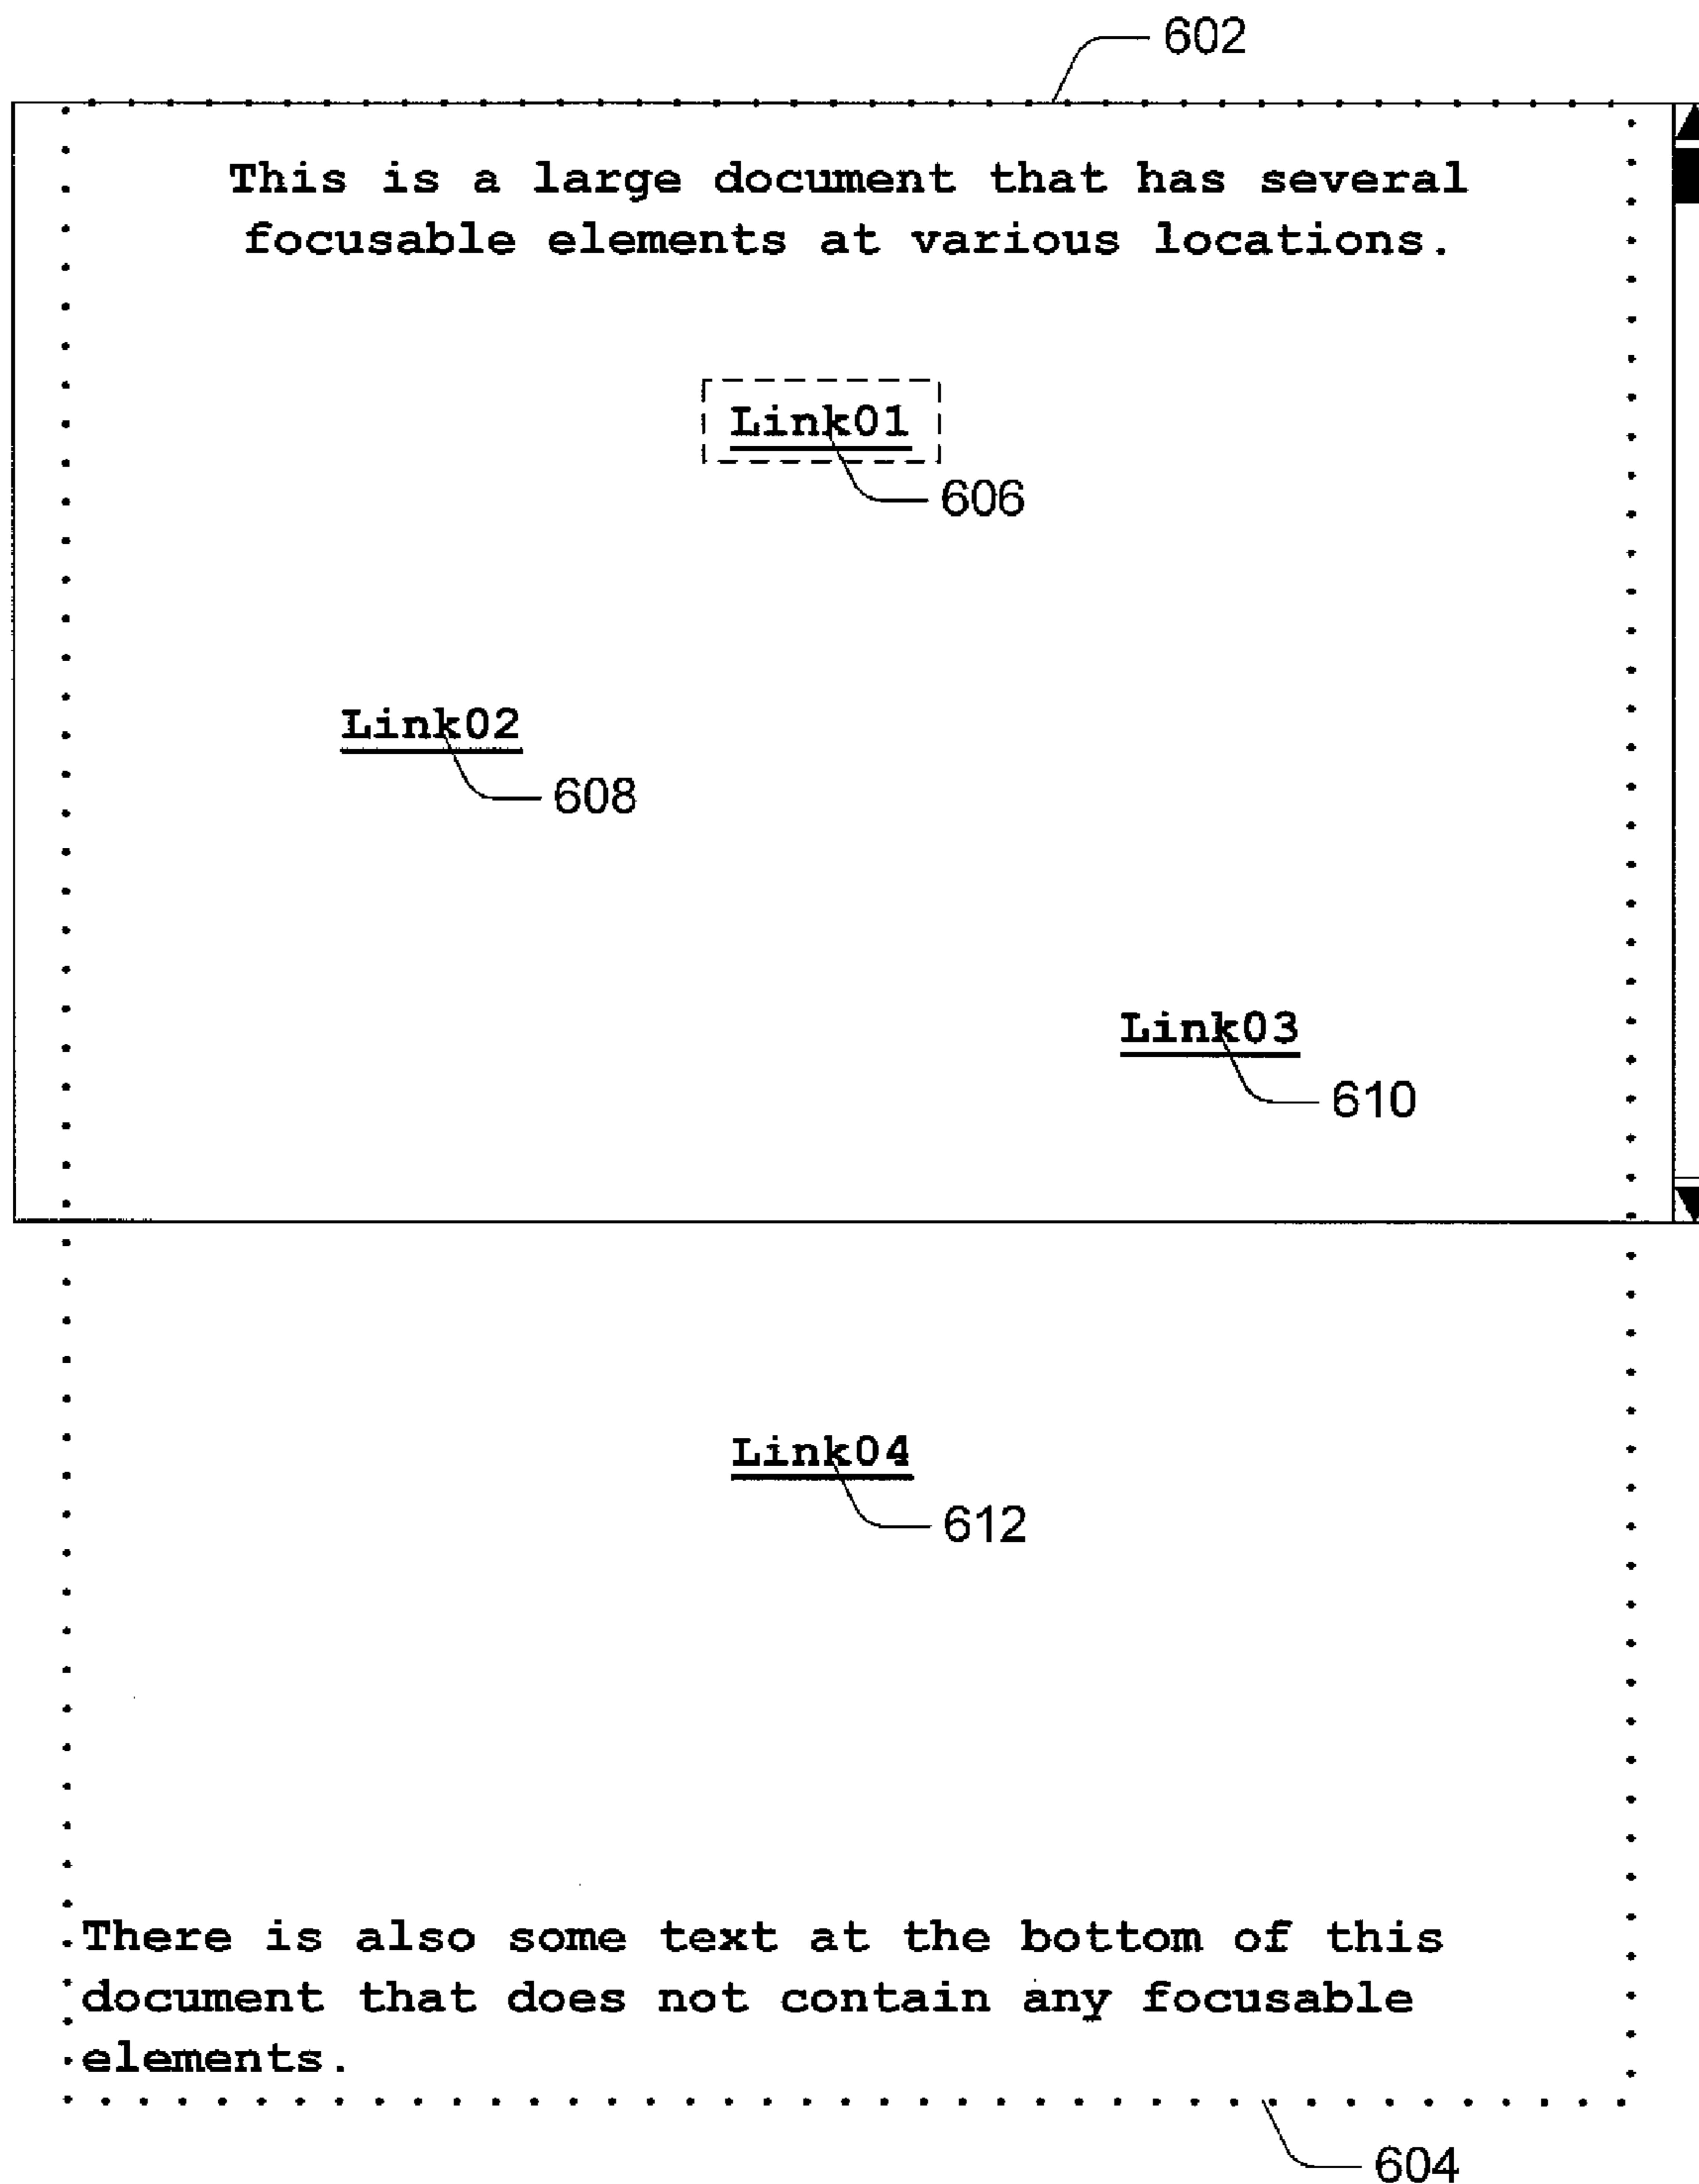 602
This is a large document that has several
focusable elements at various locations.
Link01
606
Link02
608
Link03
610
Link04
612
There is also some text at the bottom of this
document that does not contain any focusable
elements.
604